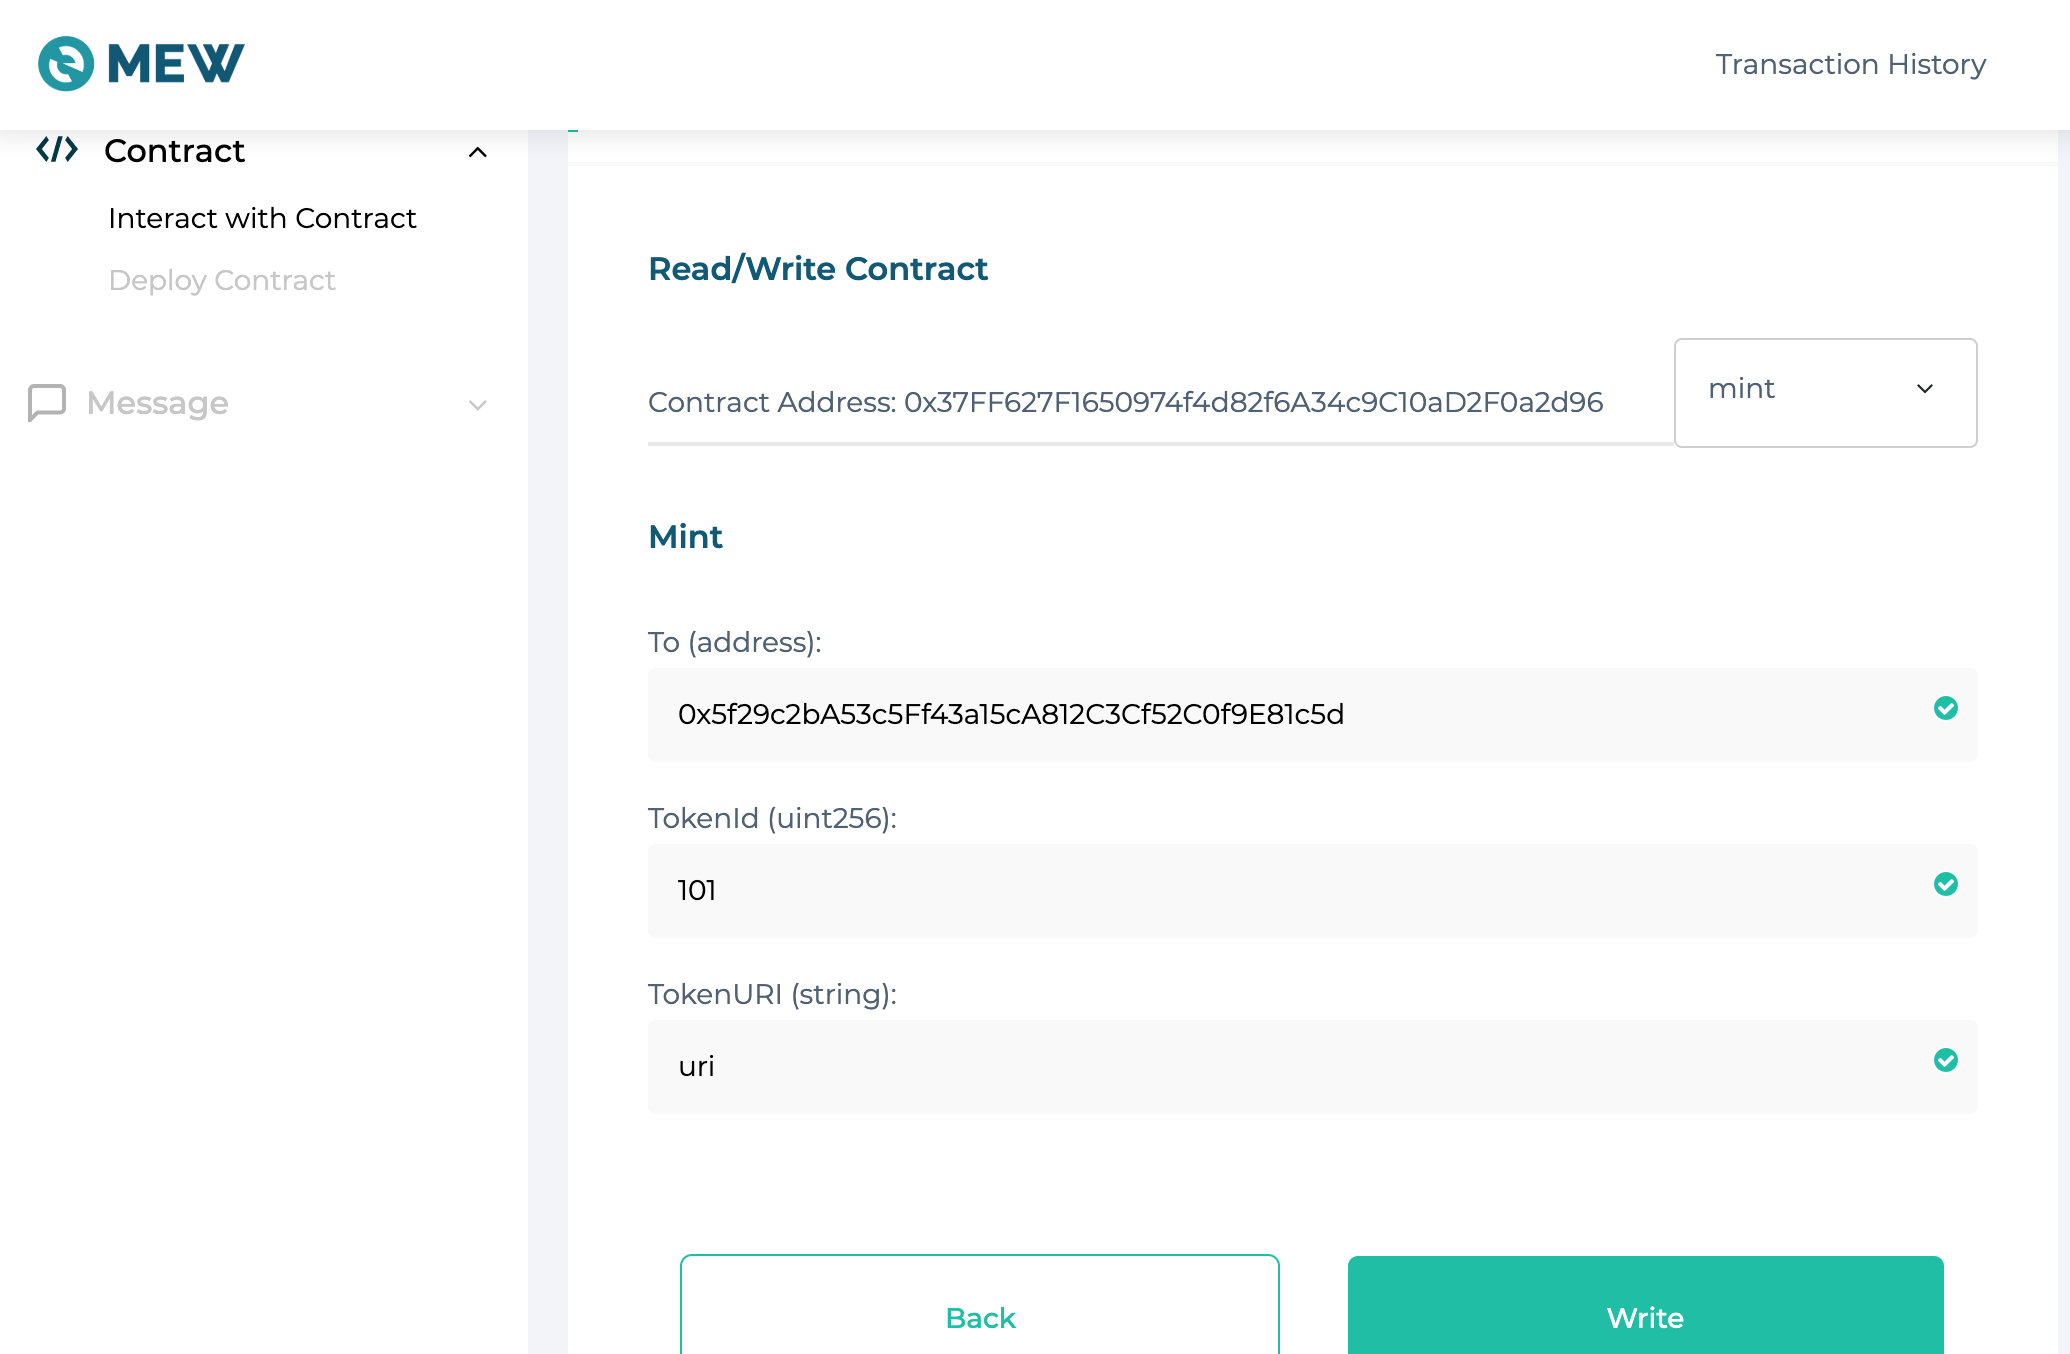 MEW
Transaction History
Contract
Interact with Contract
Deploy Contract
Message
Read/Write Contract
Contract Address: 0x37FF627F1650974f4d82f6A34c9C10aD2F0a2d96
mint
Mint
To (address):
0x5f29c2bA53c5Ff43a15cA812C3Cf52C0f9E81c5d
TokenId (uint256):
101
TokenURI (string):
uri
Back
Write